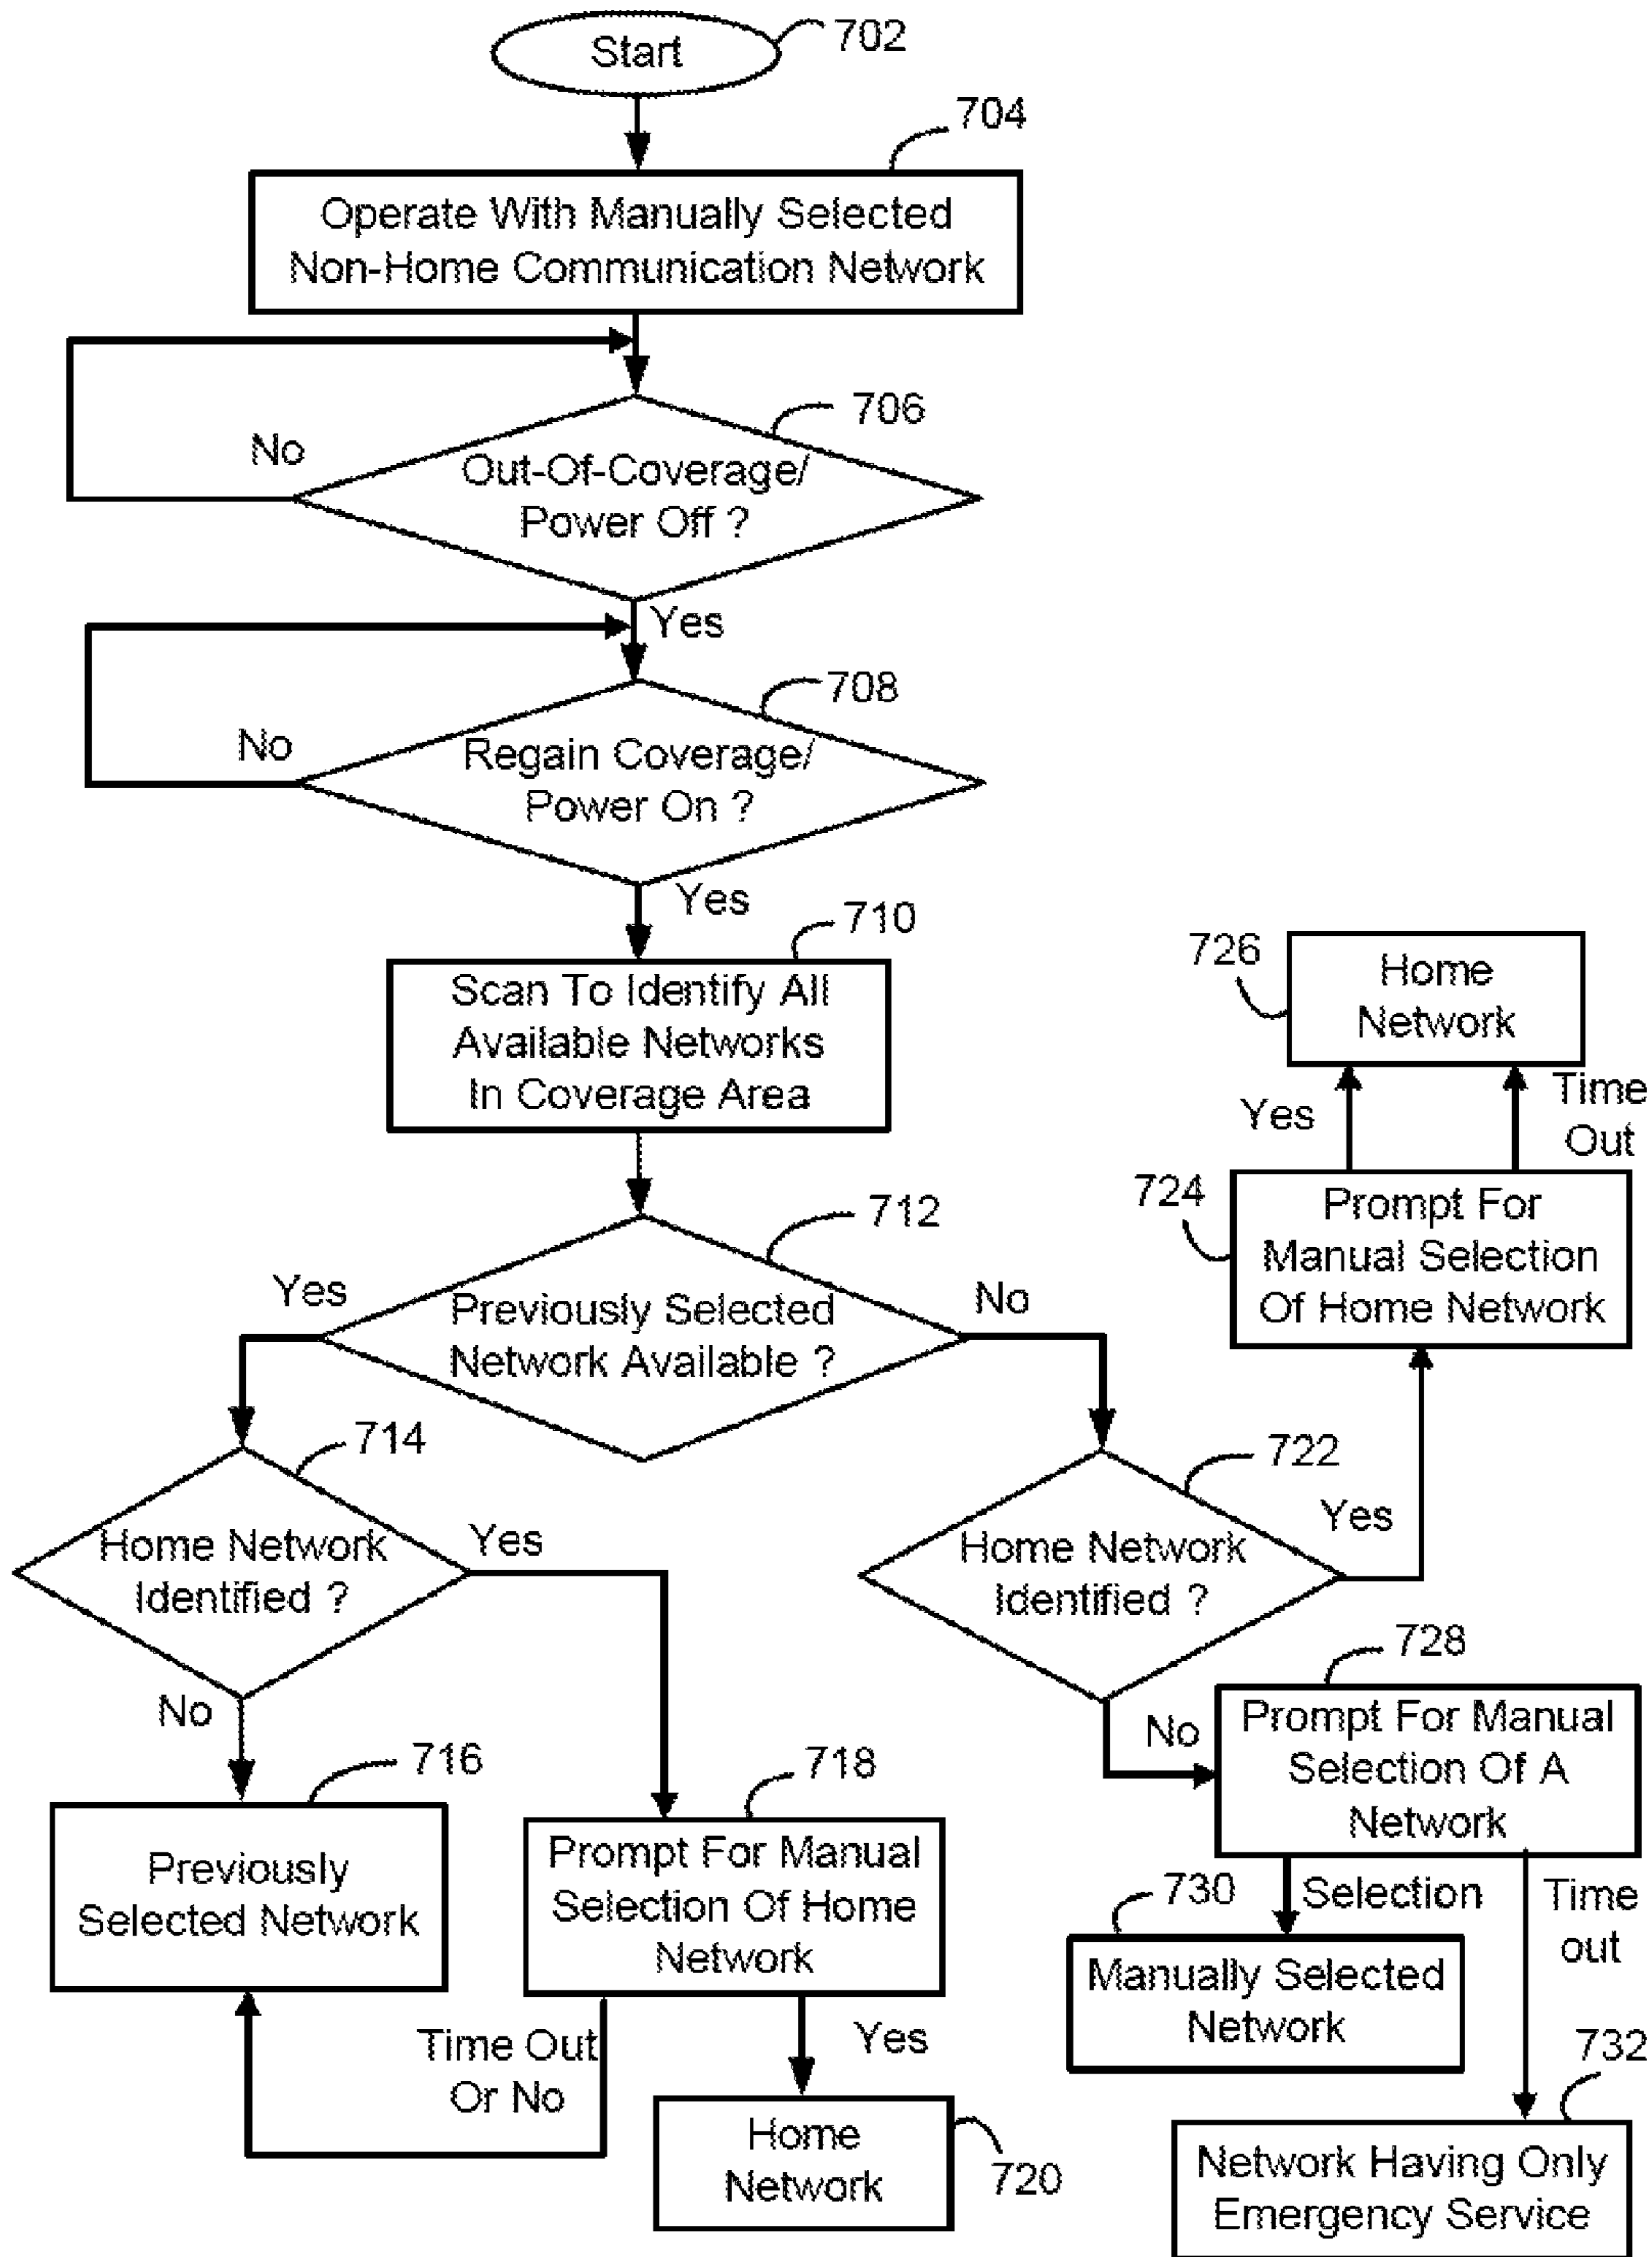 Start
702
704
Operate With Manually Selected
Non-Home Communication Network
706
No
Out-Of-Coverage/
Power Off ?
Yes
708
No
Regain Coverage/
Power On ?
Yes
710
Scan To Identify All
Available Networks
In Coverage Area
726
Home
Network
Yes
Time
Out
724
Prompt For
Manual Selection
Of Home Network
712
Yes
No
Previously Selected
Network Available ?
714
Home Network
Identified ?
Yes
No
722
Home Network
Identified ?
Yes
No
716
Previously
Selected Network
718
Prompt For Manual
Selection Of Home
Network
Time Out
Or No
Yes
Home
Network
720
728
Prompt For Manual
Selection Of A
Network
730
Selection
Time
out
Manually Selected
Network
732
Network Having Only
Emergency Service